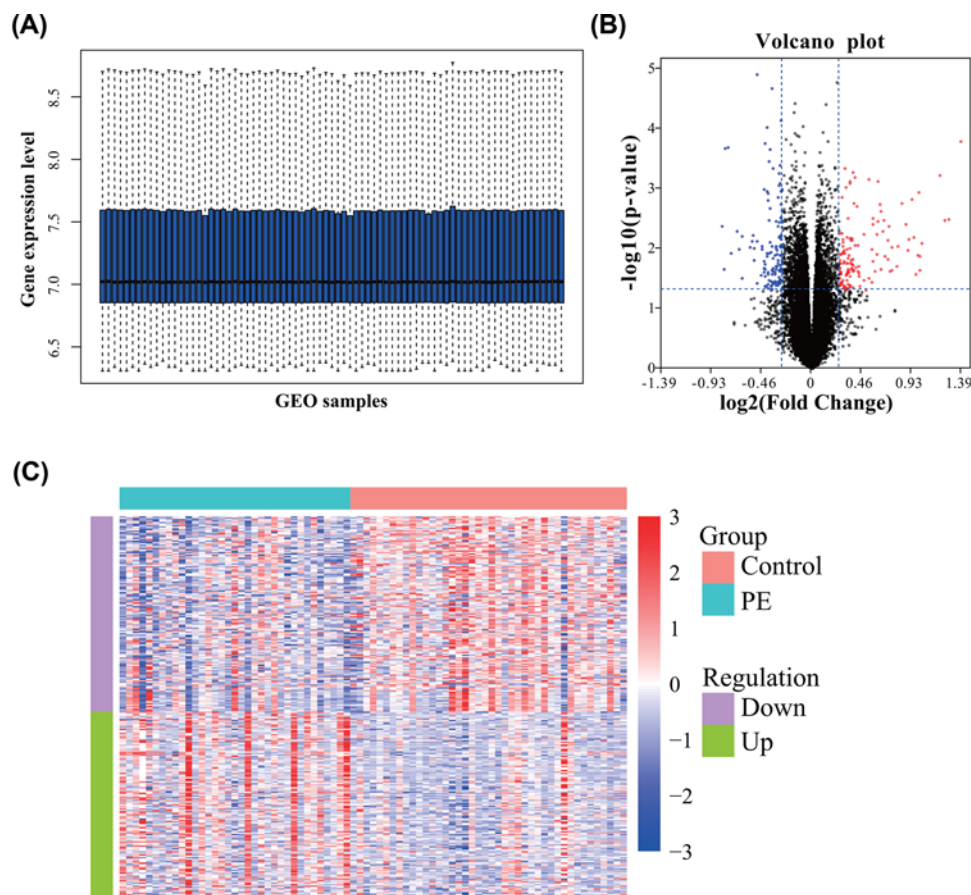 (A)
Gene expression level
8.5
8.0
7.5
7.0
6.5
GEO samples
(B)
Volcano plot
-log10(p-value)
5
4
3
2
1
0
-1.39 -0.93 -0.46 0 0.46 0.93 1.39
log2(Fold Change)
(C)
3
2
1
0
−1
−2
−3
Group
Control
PE
Regulation
Down
Up